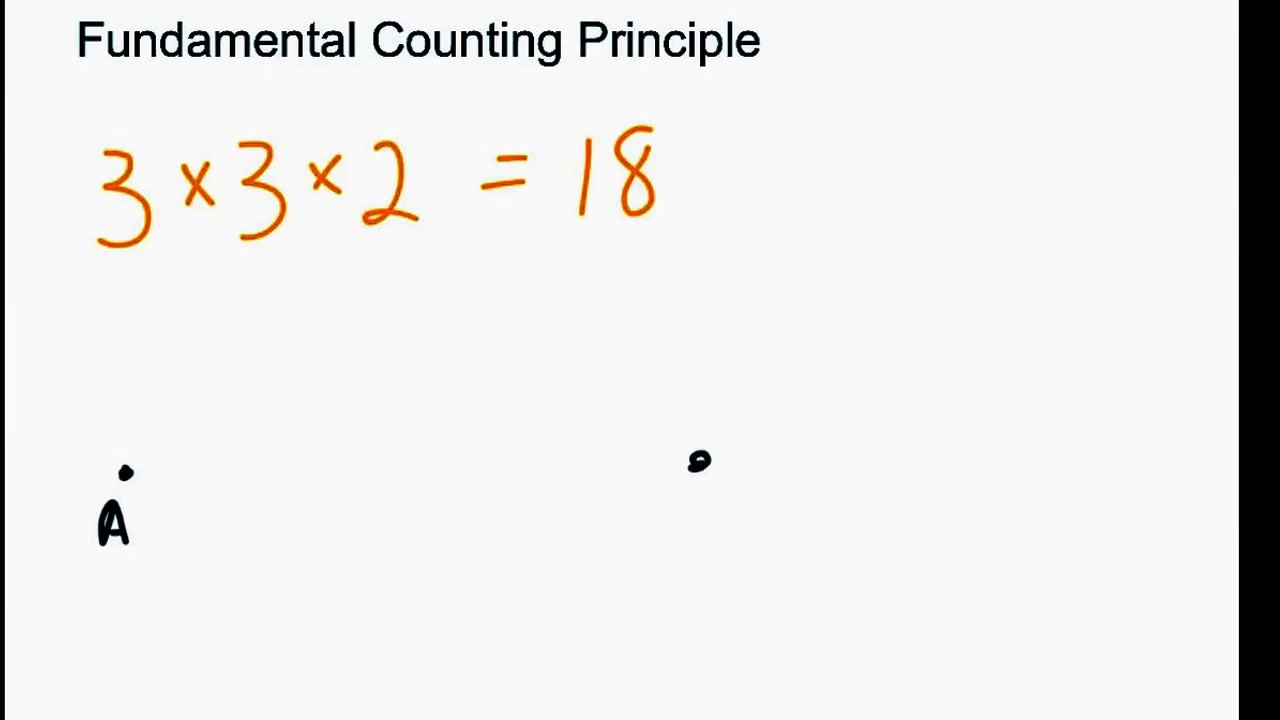 Fundamental Counting Principle
3 × 3 × 2 = 18
A